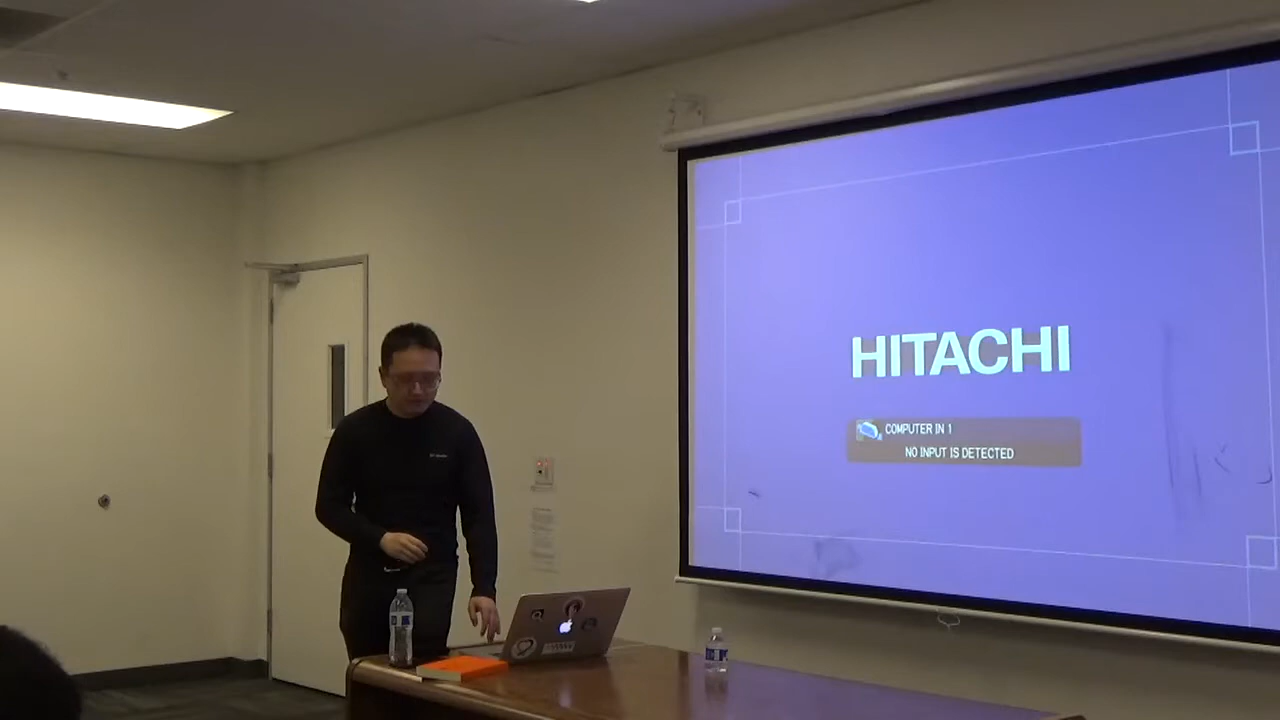 HITACHI
COMPUTER IN 1
NO INPUT IS DETECTED